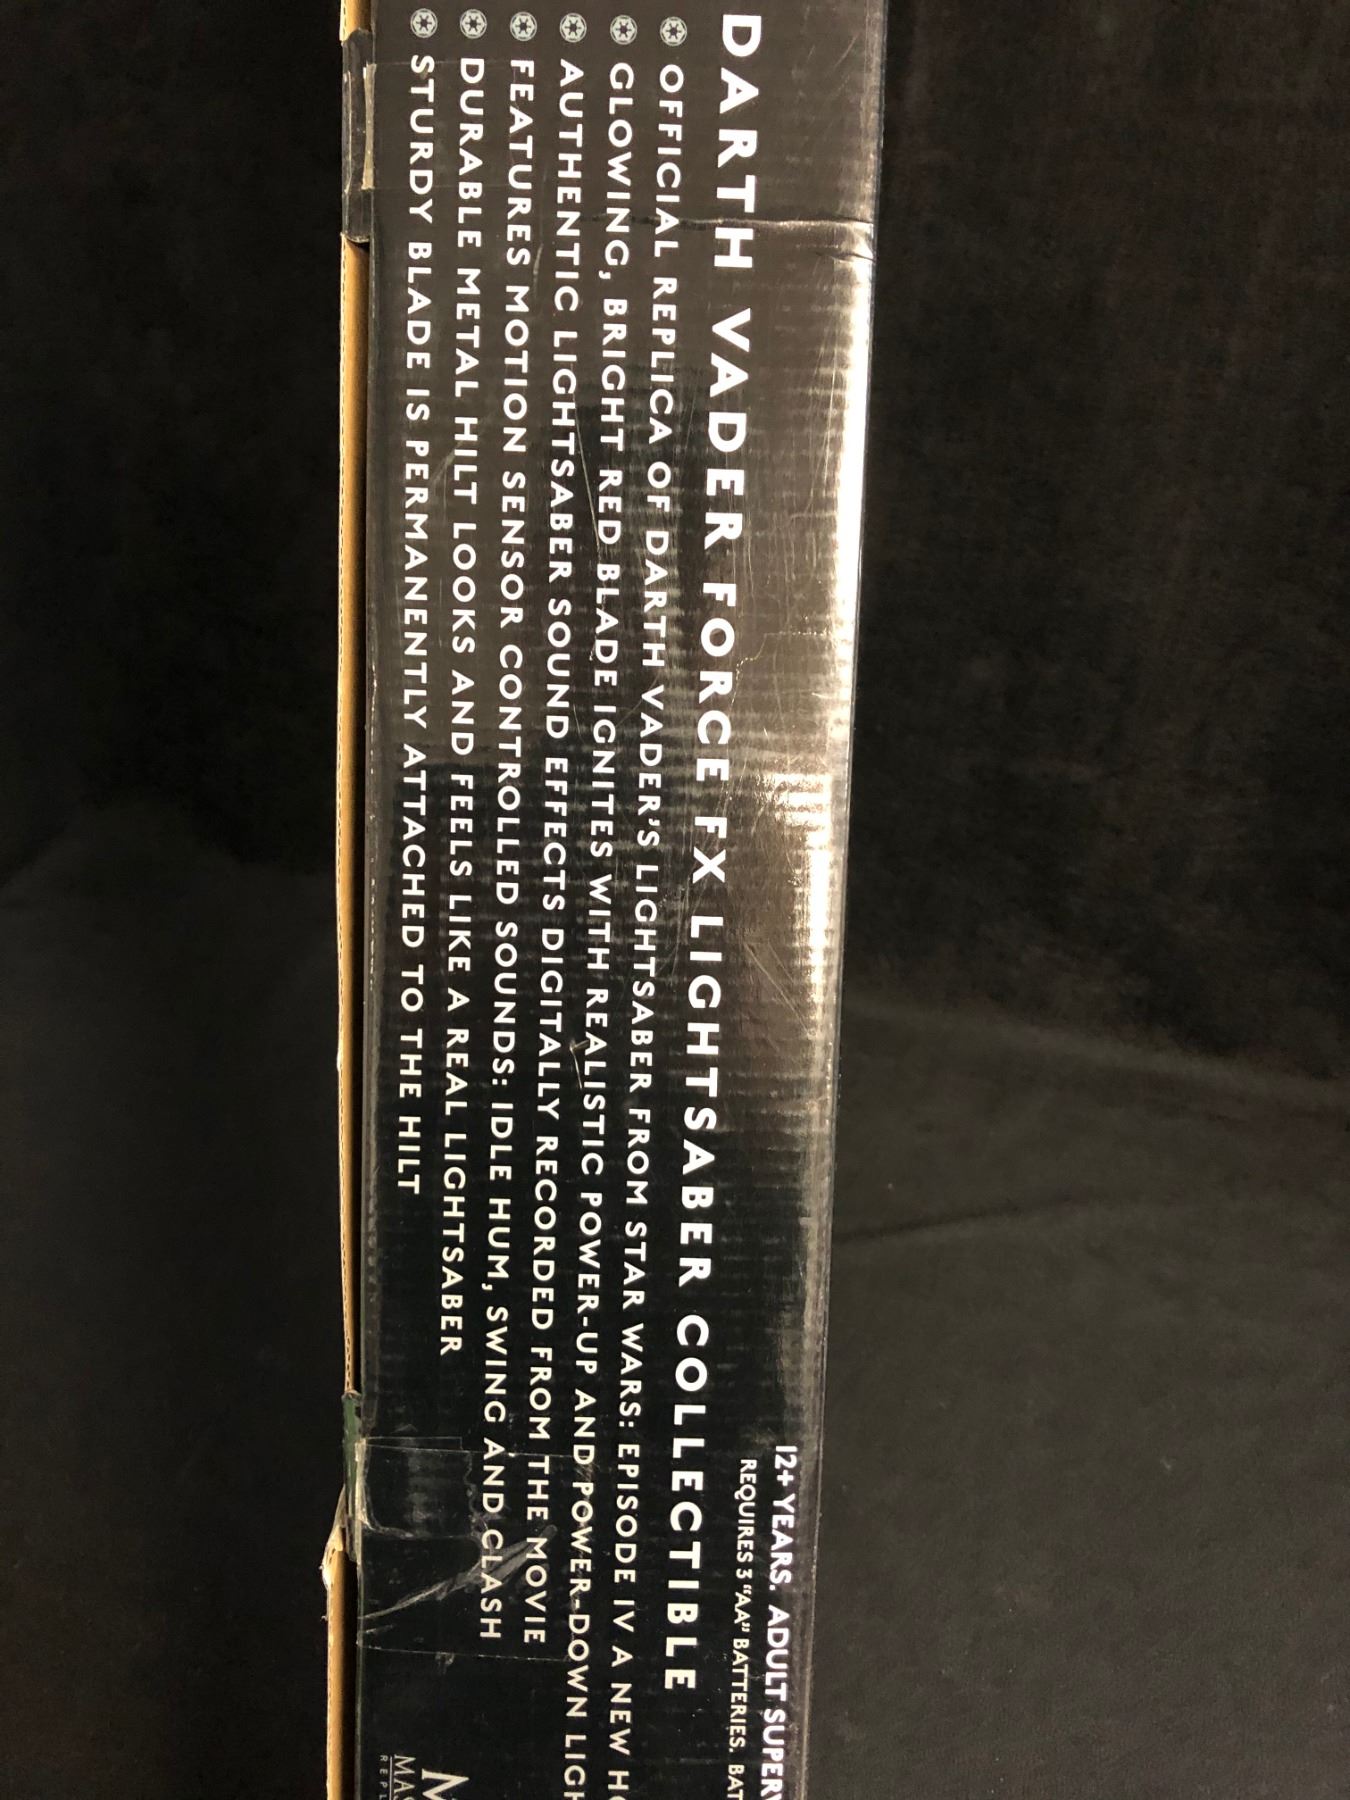 DARTH VADER FORCE FX LIGHTSABER COLLECTIBLE
OFFICIAL REPLICA OF DARTH VADER'S LIGHTSABER FROM STAR WARS: EPISODE IV A NEW
GLOWING, BRIGHT RED BLADE IGNITES WITH REALISTIC POWER-UP AND POWER-DOWN
AUTHENTIC LIGHTSABER SOUND EFFECTS DIGITALLY RECORDED FROM THE MOVIE
FEATURES MOTION SENSOR CONTROLLED SOUNDS: IDLE HUM, SWING AND CLASH
DURABLE METAL HILT LOOKS AND FEELS LIKE A REAL LIGHTSABER
STURDY BLADE IS PERMANENTLY ATTACHED TO THE HILT
12+ YEARS. ADULT
REQUIRES 3 "AA" BATTERIES.